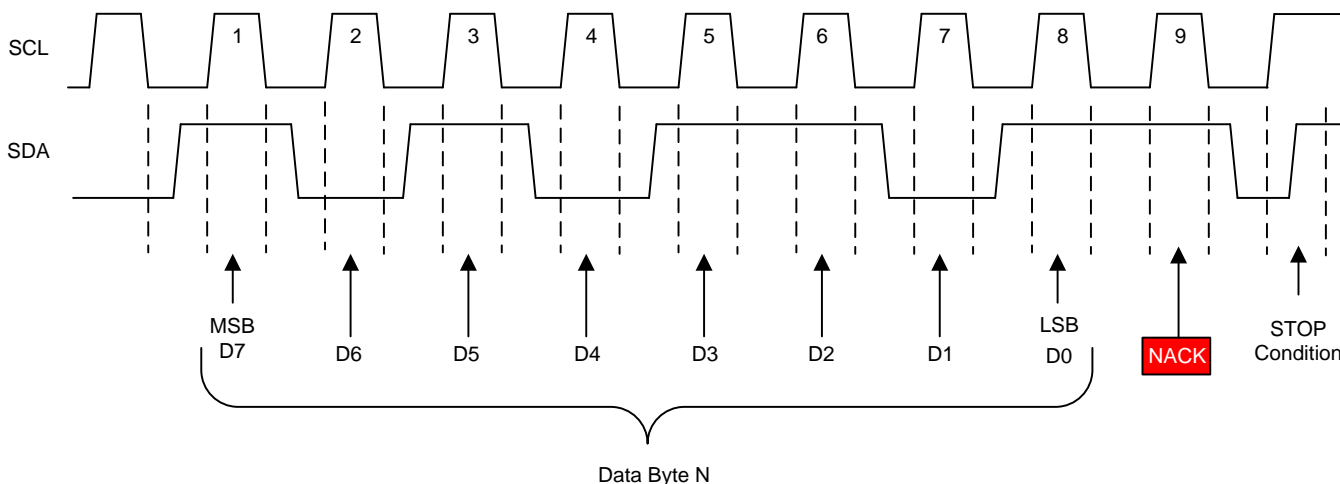 SCL
1 2 3 4 5 6 7 8 9
SDA
MSB
D7 D6 D5 D4 D3 D2 D1
LSB
D0
NACK
STOP
Condition
Data Byte N